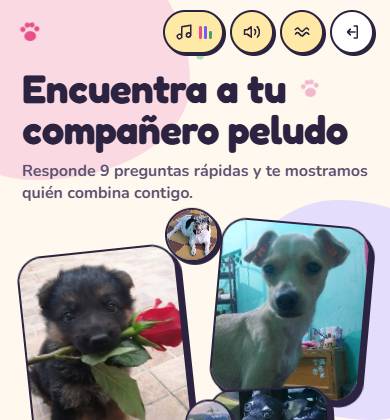 Encuentra a tu
compañero peludo
Responde 9 preguntas rápidas y te mostramos
quién combina contigo.